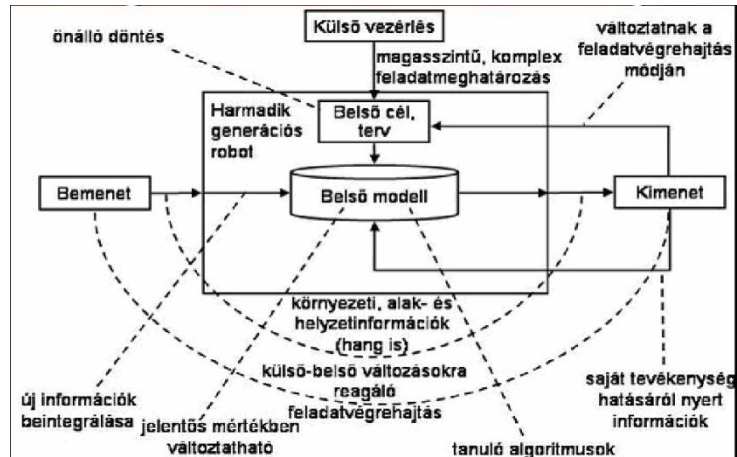 önálló döntés
Külső vezérlés
változtatnak a
feladatvégrehajtás
módján
magasszintű, komplex
feladatmeghatározás
Harmadik
generációs
robot
Belső cél,
terv
Bemenet
Belső modell
Kimenet
környezeti, alak- és
helyzetinformációk
(hang is)
külső-belső változásokra
reagáló
feladatvégrehajtás
új információk
beintegrálása
jelentős mértékben
változtatható
tanuló algoritmusok
saját tevékenység
hatásáról nyert
információk